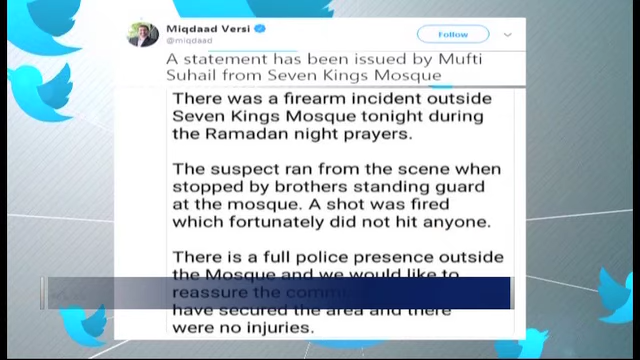 Miqdaad Versi
@miqdaad
Follow
A statement has been issued by Mufti
Suhail from Seven Kings Mosque
There was a firearm incident outside
Seven Kings Mosque tonight during
the Ramadan night prayers.
The suspect ran from the scene when
stopped by brothers standing guard
at the mosque. A shot was fired
which fortunately did not hit anyone.
There is a full police presence outside
the Mosque and we would like to
reassure the
have secured the area and there
were no injuries.